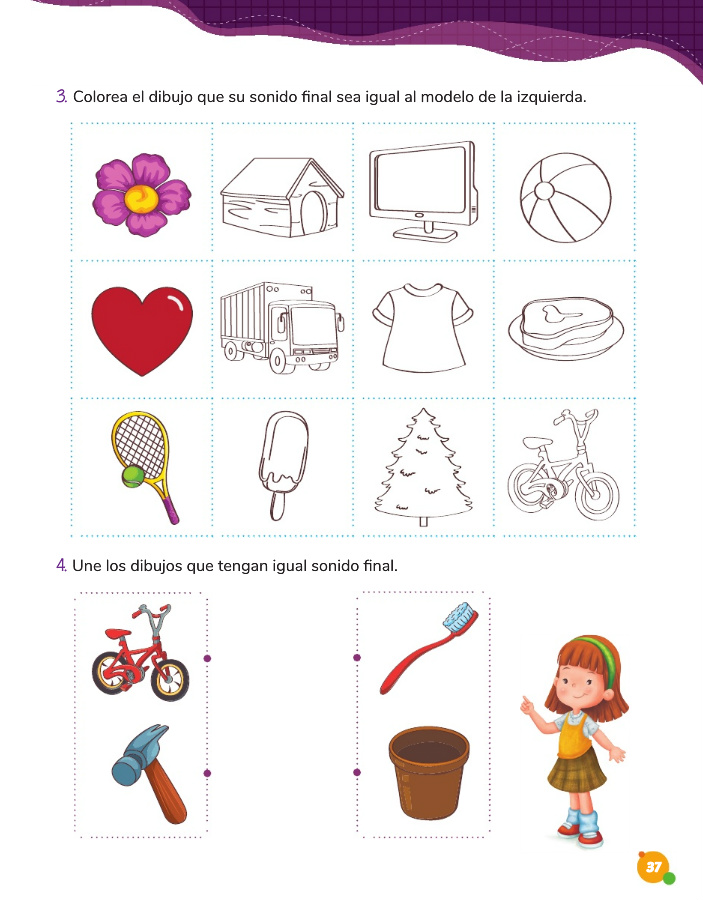 3. Colorea el dibujo que su sonido final sea igual al modelo de la izquierda.
4. Une los dibujos que tengan igual sonido final.
37